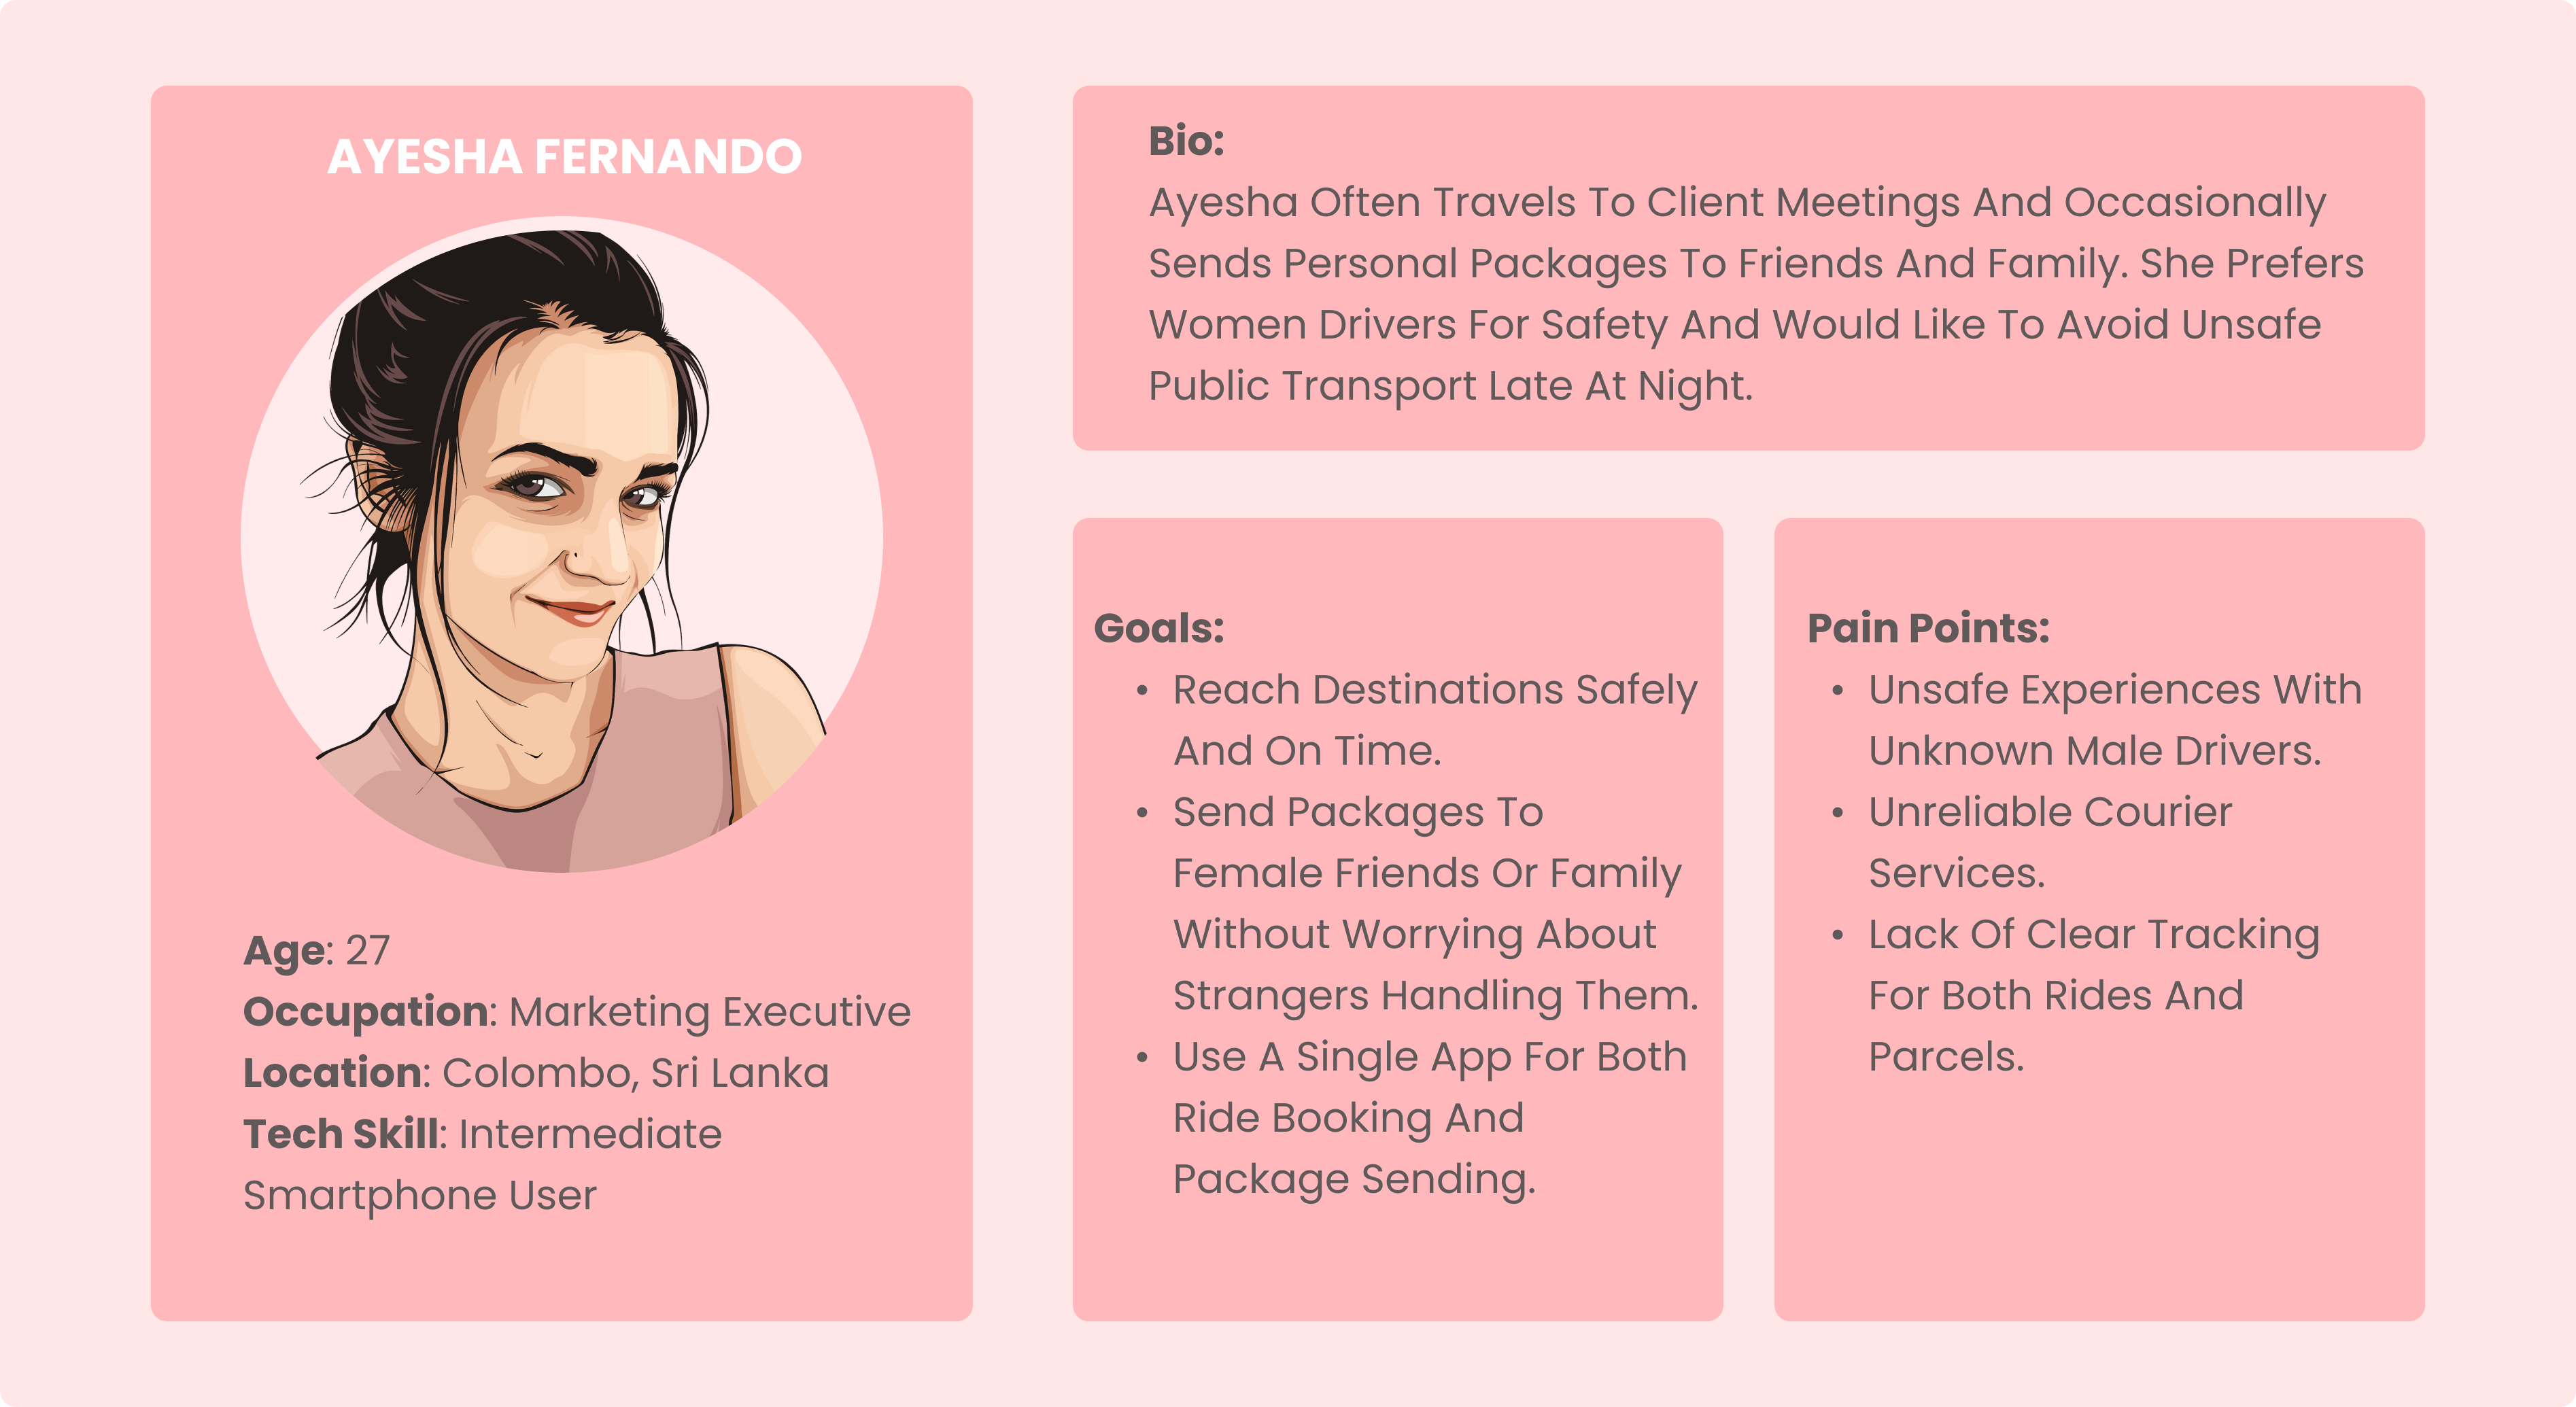 AYESHA FERNANDO
Age: 27
Occupation: Marketing Executive
Location: Colombo, Sri Lanka
Tech Skill: Intermediate
Smartphone User
Bio:
Ayesha Often Travels To Client Meetings And Occasionally
Sends Personal Packages To Friends And Family. She Prefers
Women Drivers For Safety And Would Like To Avoid Unsafe
Public Transport Late At Night.
Goals:
• Reach Destinations Safely
And On Time.
• Send Packages To
Female Friends Or Family
Without Worrying About
Strangers Handling Them.
• Use A Single App For Both
Ride Booking And
Package Sending.
Pain Points:
• Unsafe Experiences With
Unknown Male Drivers.
• Unreliable Courier
Services.
• Lack Of Clear Tracking
For Both Rides And
Parcels.